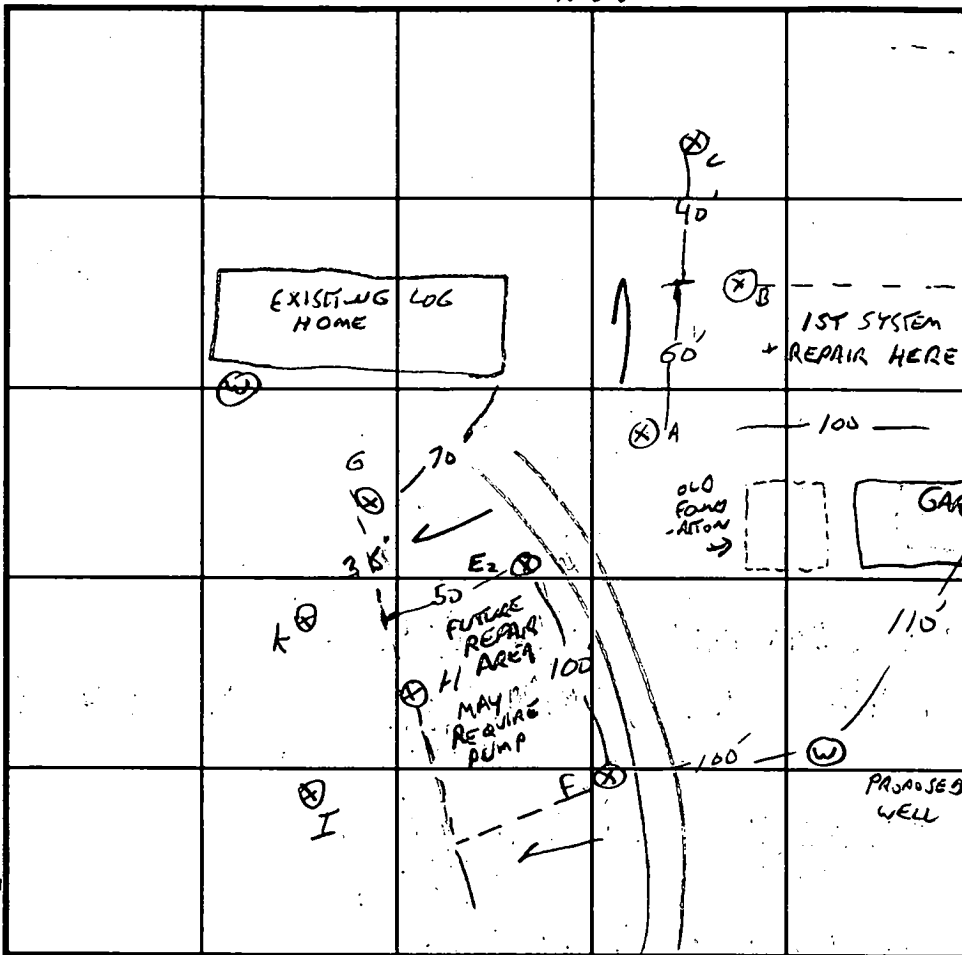 C
40'
EXISTING LOG
HOME
B
1ST SYSTEM
+ REPAIR HERE
60'
W
A
100
G
70
OLD
FOUND
-ATION
GAR
35'
E2
50
FUTURE
REPAIR
AREA
K
H
100'
MAY
REQUIRE
PUMP
110'
W
100'
F
I
PROPOSED
WELL